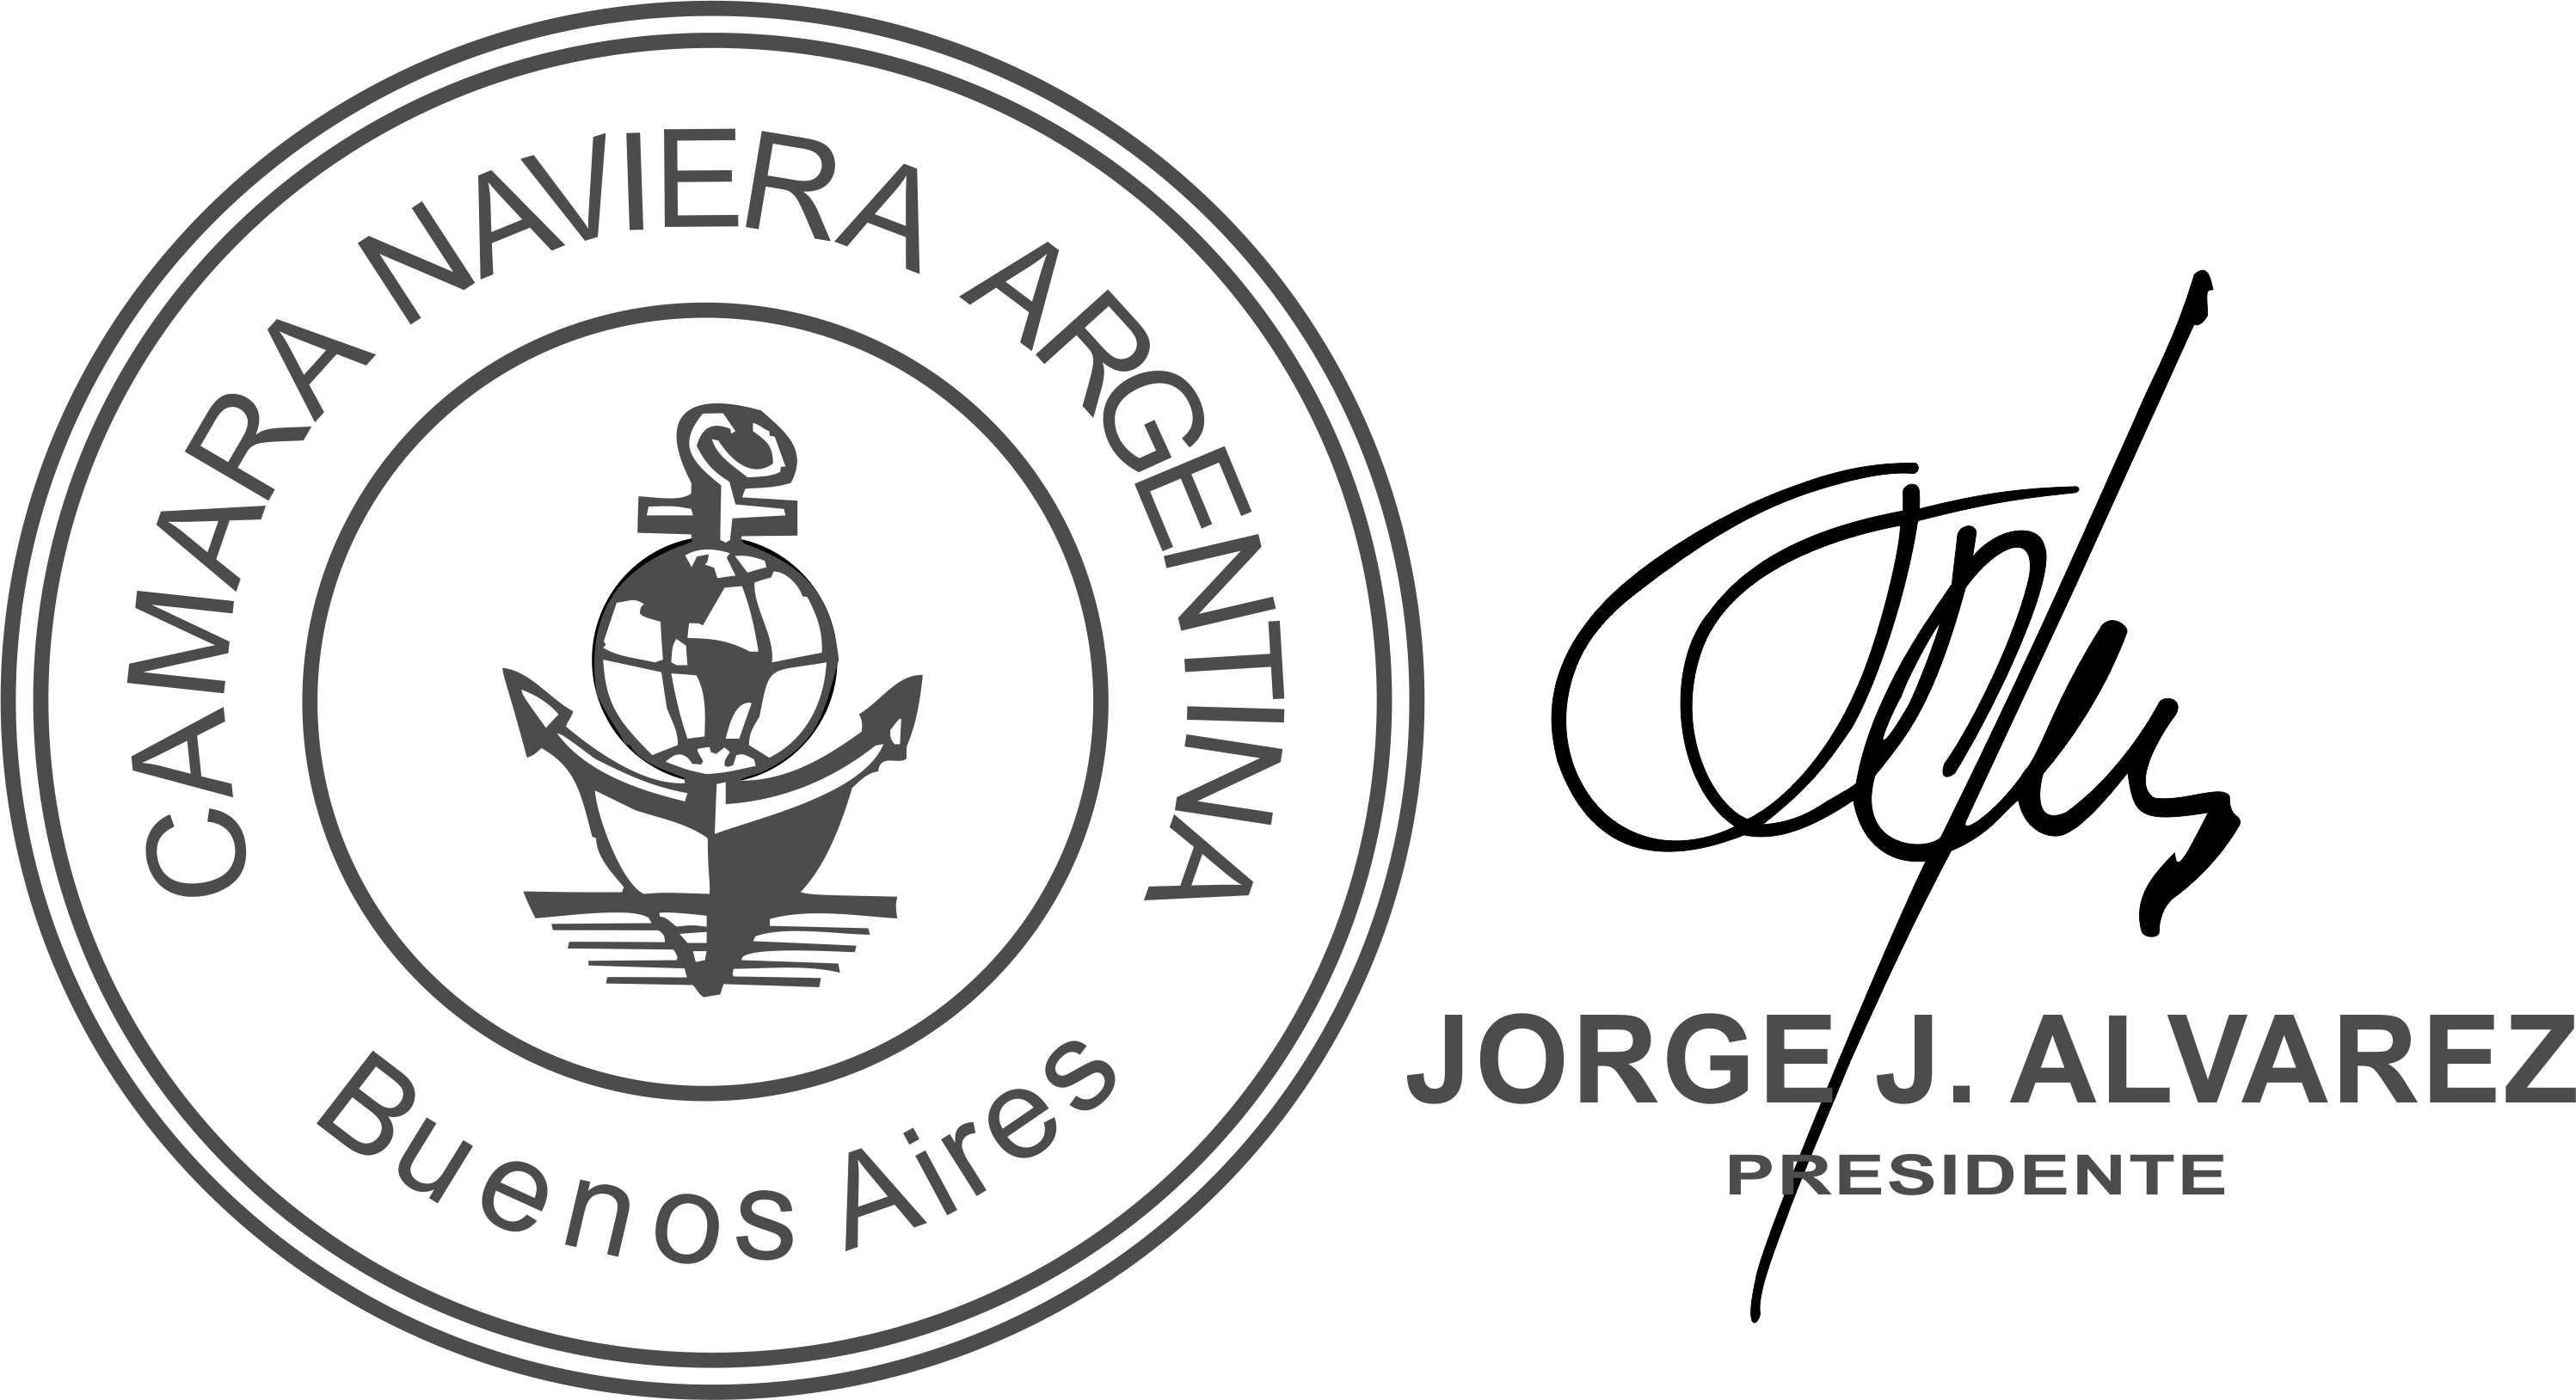 CAMARA NAVIERA ARGENTINA
Buenos Aires
JORGE J. ALVAREZ
PRESIDENTE